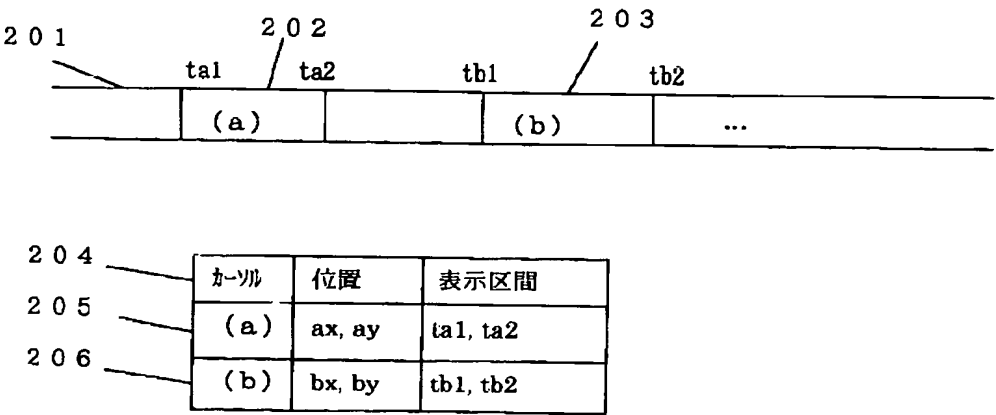 201 202 203
ta1 ta2 tb1 tb2
(a) (b) ...
204 ｶｰｿﾙ 位置 表示区間
205 (a) ax, ay ta1, ta2
206 (b) bx, by tb1, tb2